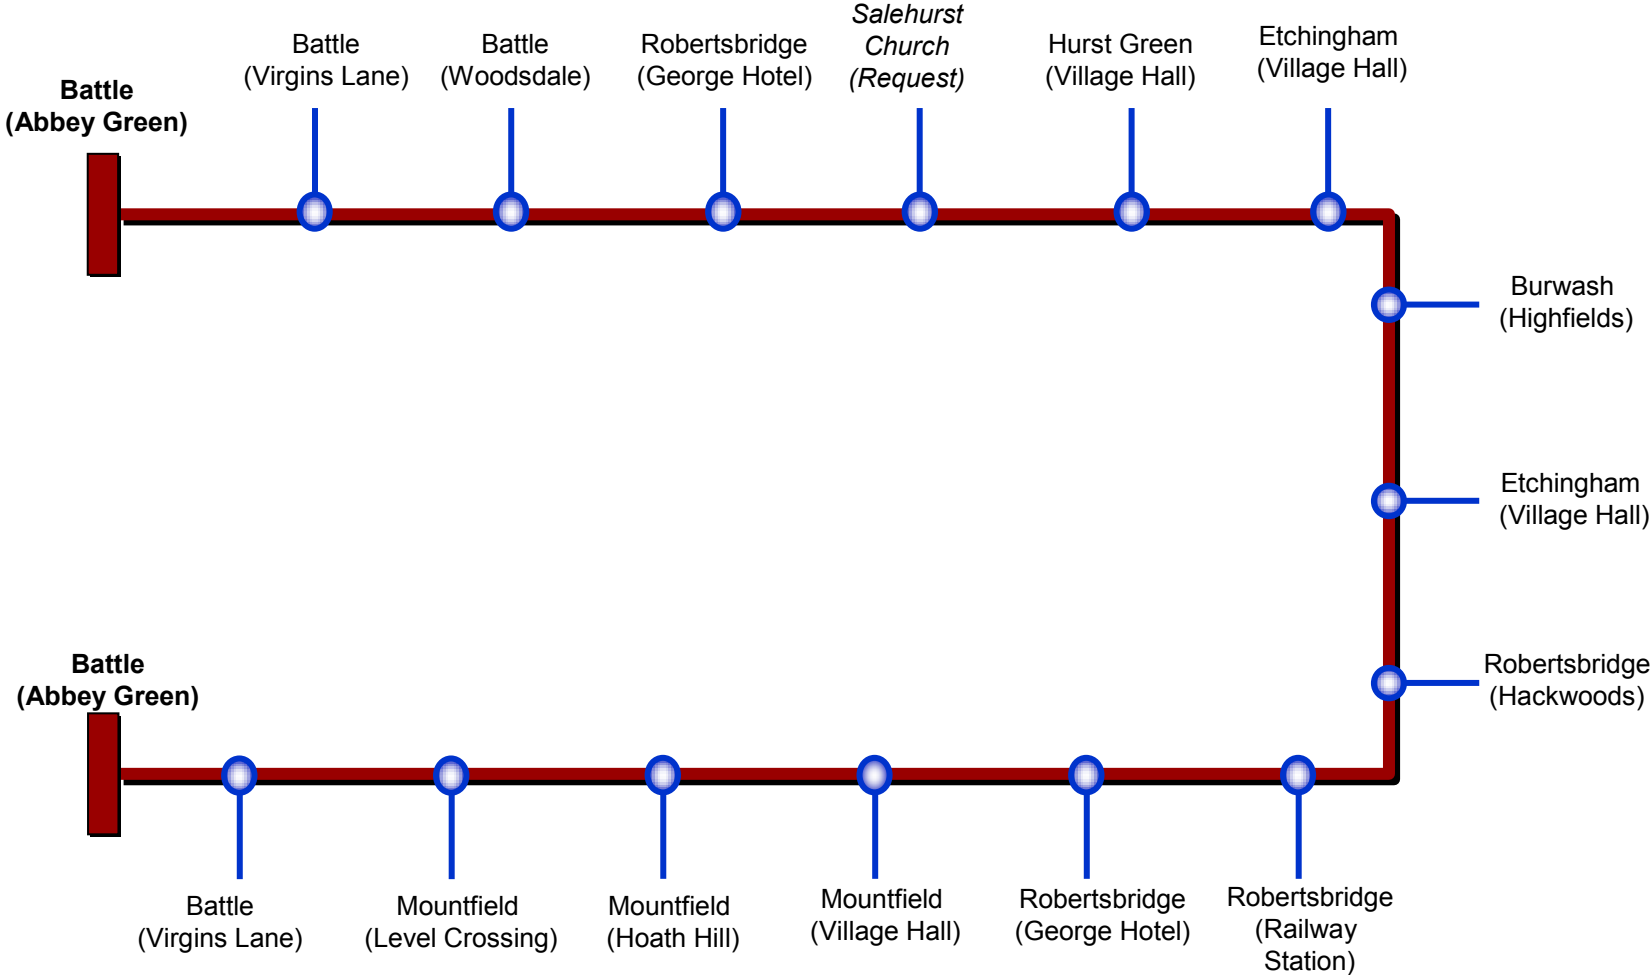 Battle
(Abbey Green)
Battle
(Virgins Lane)
Battle
(Woodsdale)
Robertsbridge
(George Hotel)
Salehurst
Church
(Request)
Hurst Green
(Village Hall)
Etchingham
(Village Hall)
Burwash
(Highfields)
Etchingham
(Village Hall)
Robertsbridge
(Hackwoods)
Battle
(Abbey Green)
Battle
(Virgins Lane)
Mountfield
(Level Crossing)
Mountfield
(Hoath Hill)
Mountfield
(Village Hall)
Robertsbridge
(George Hotel)
Robertsbridge
(Railway
Station)